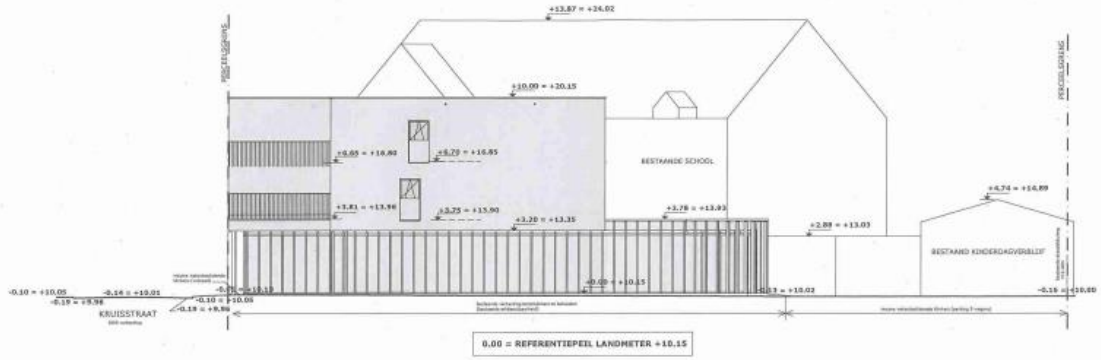 +13.87 = +24.02
PERCEELSGRENS
PERCEELSGRENS
+10.00 = +20.15
+6.65 = +16.80
+6.70 = +16.85
BESTAANDE SCHOOL
+4.74 = +14.89
+3.81 = +13.96
+3.75 = +13.90
+3.78 = +13.93
+3.20 = +13.35
+2.88 = +13.03
BESTAAND KINDERDAGVERBLIJF
+0.00 = +10.15
-0.10 = +10.05
-0.14 = +10.01
-0.13 = +10.02
-0.16 = +10.00
-0.19 = +9.96
-0.10 = +10.05
KRUISSTRAAT
-0.19 = +9.96
0.00 = REFERENTIEPEIL LANDMETER +10.15